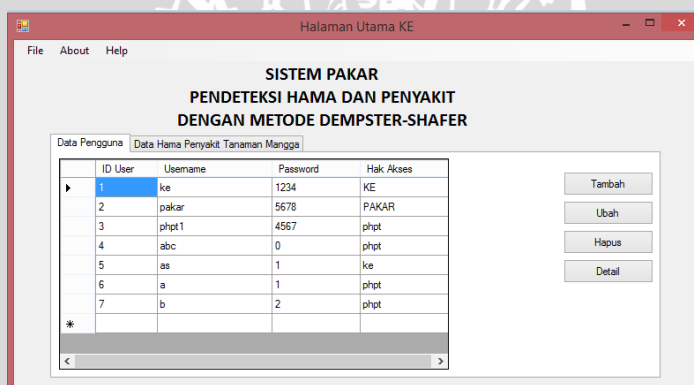 Halaman Utama KE
File About Help
SISTEM PAKAR
PENDETEKSI HAMA DAN PENYAKIT
DENGAN METODE DEMPSTER-SHAFER
Data Pengguna Data Hama Penyakit Tanaman Mangga
ID User Username Password Hak Akses
1 ke 1234 KE
2 pakar 5678 PAKAR
3 phpt1 4567 phpt
4 abc 0 phpt
5 as 1 ke
6 a 1 phpt
7 b 2 phpt
Tambah
Ubah
Hapus
Detail